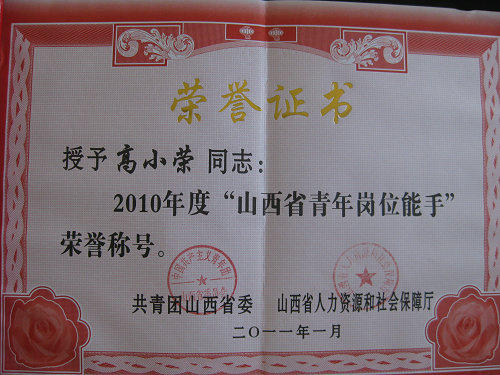 荣誉证书
授予高小荣同志：
2010年度“山西省青年岗位能手”
荣誉称号。
共青团山西省委 山西省人力资源和社会保障厅
二〇一一年一月